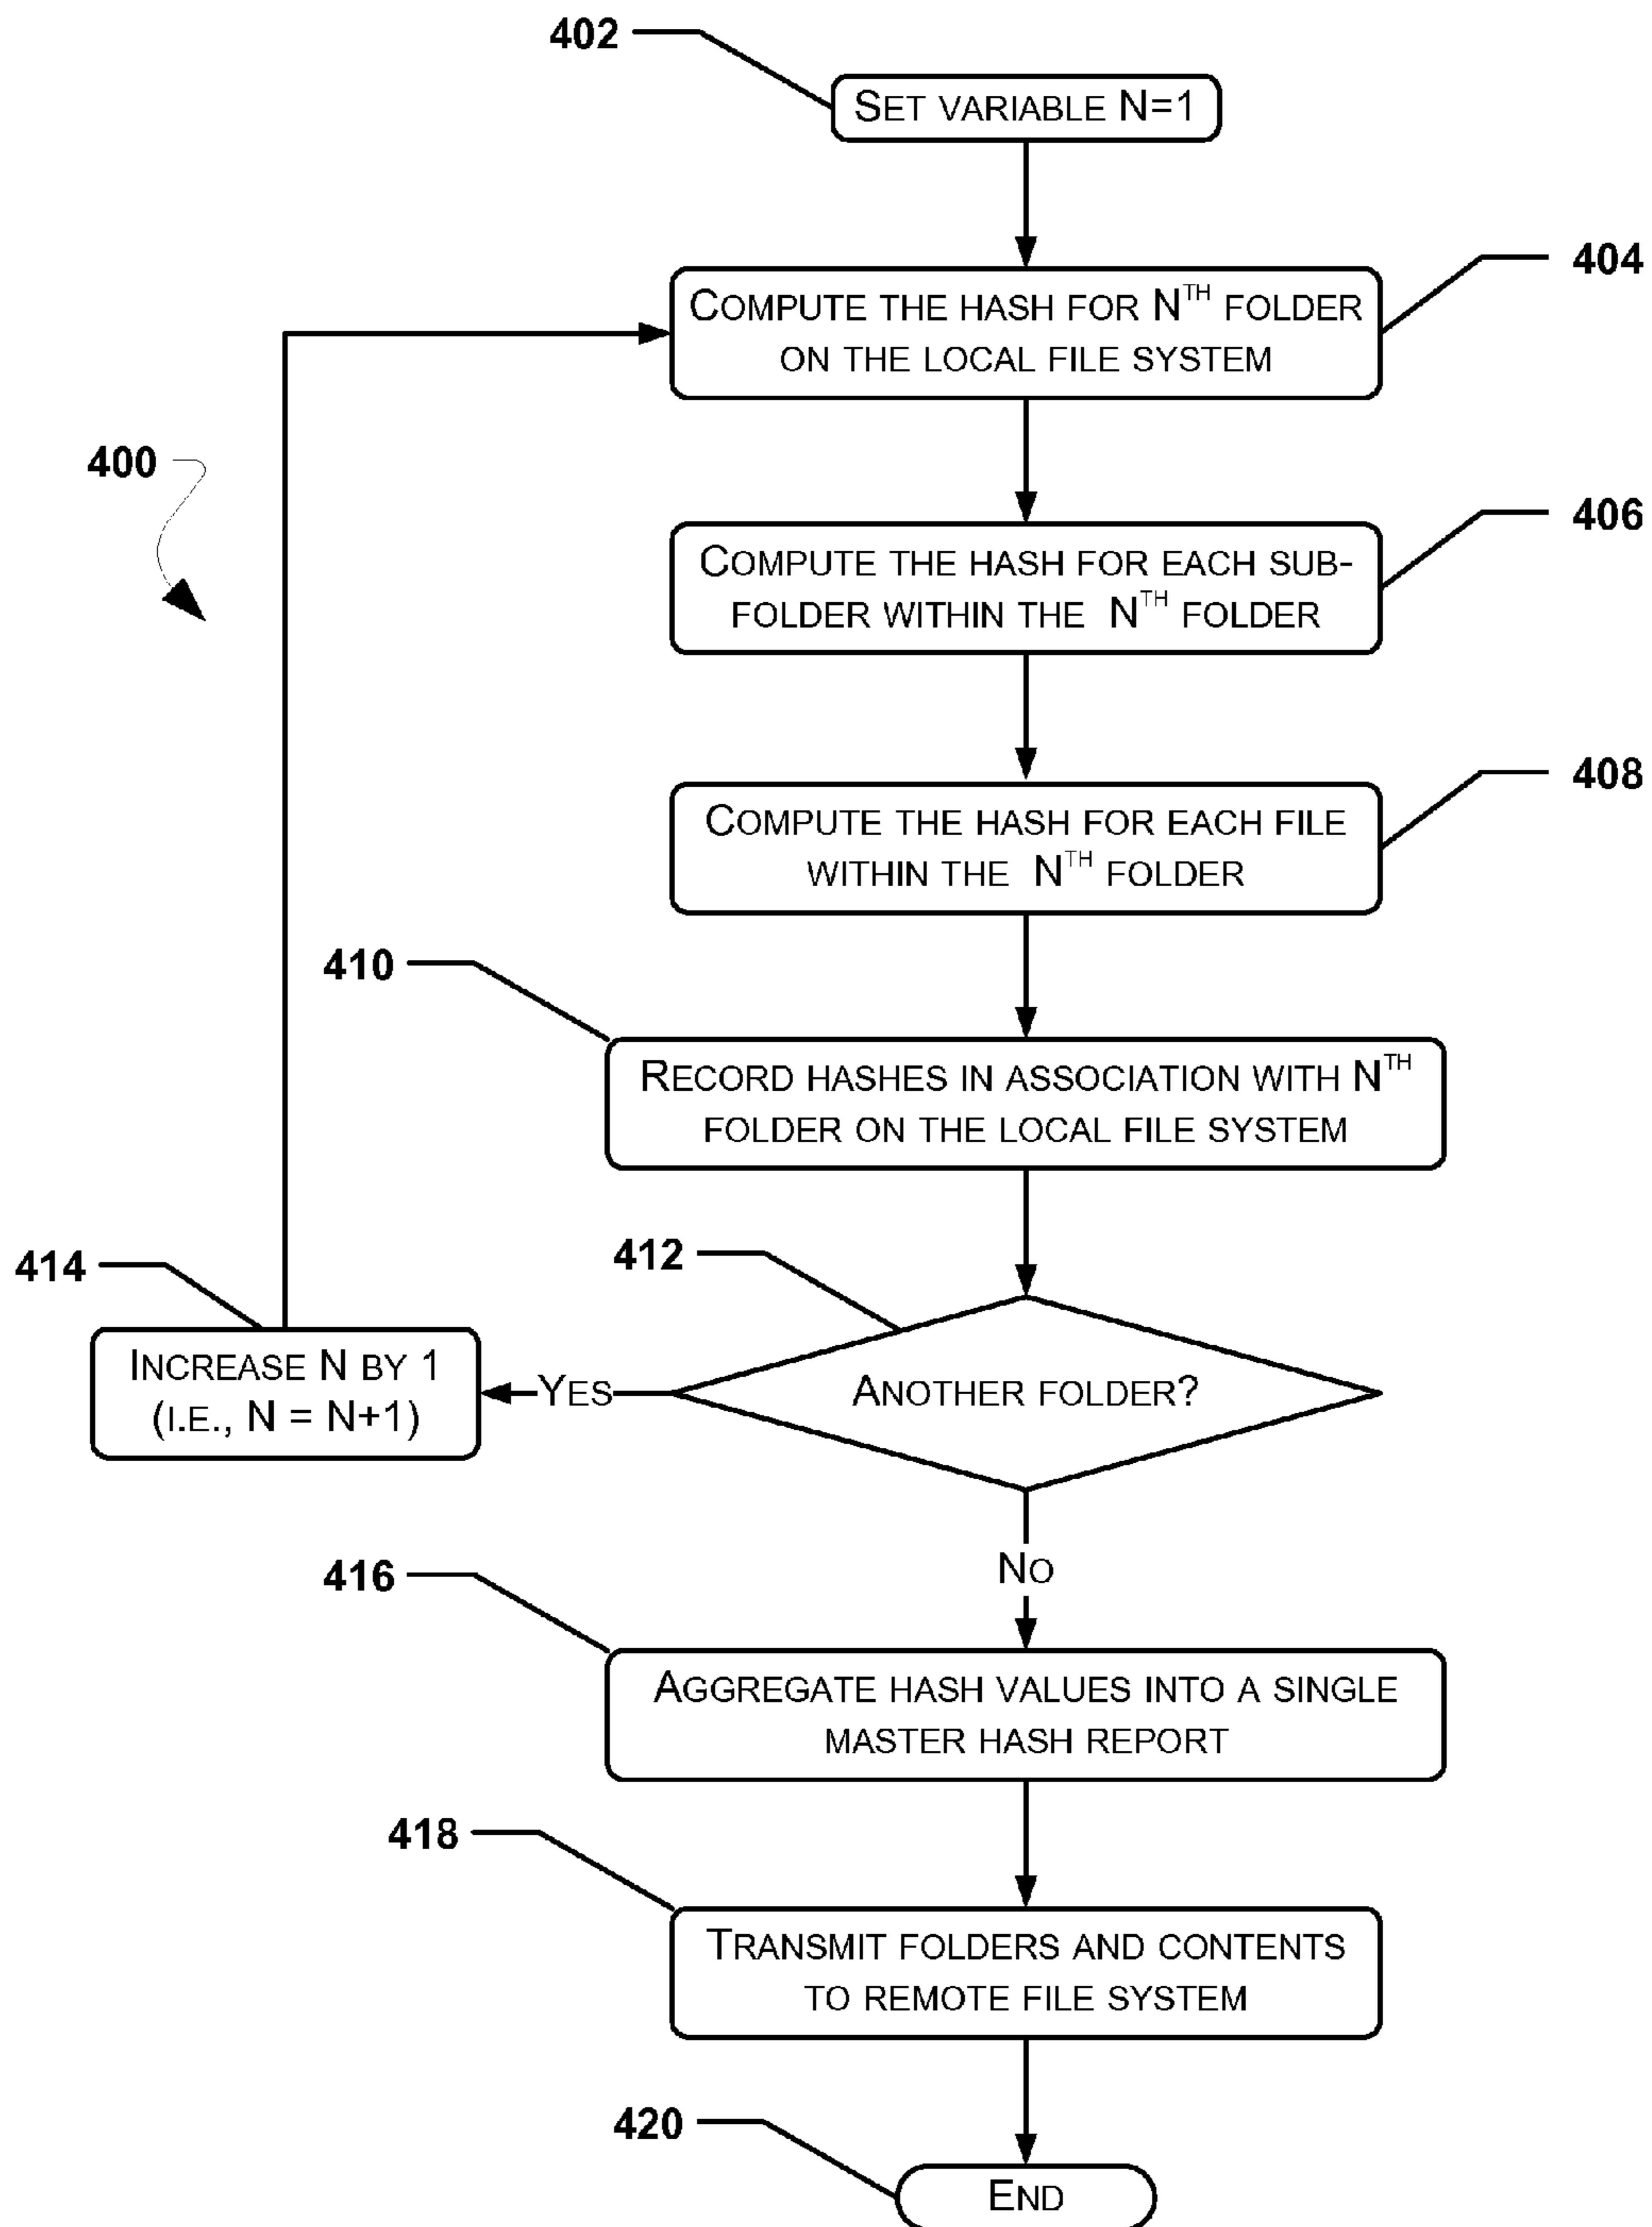 402
SET VARIABLE N=1
404
COMPUTE THE HASH FOR NTH FOLDER
ON THE LOCAL FILE SYSTEM
400
406
COMPUTE THE HASH FOR EACH SUB-
FOLDER WITHIN THE NTH FOLDER
408
COMPUTE THE HASH FOR EACH FILE
WITHIN THE NTH FOLDER
410
RECORD HASHES IN ASSOCIATION WITH NTH
FOLDER ON THE LOCAL FILE SYSTEM
412
414
INCREASE N BY 1
(I.E., N = N+1)
YES
ANOTHER FOLDER?
NO
416
AGGREGATE HASH VALUES INTO A SINGLE
MASTER HASH REPORT
418
TRANSMIT FOLDERS AND CONTENTS
TO REMOTE FILE SYSTEM
420
END